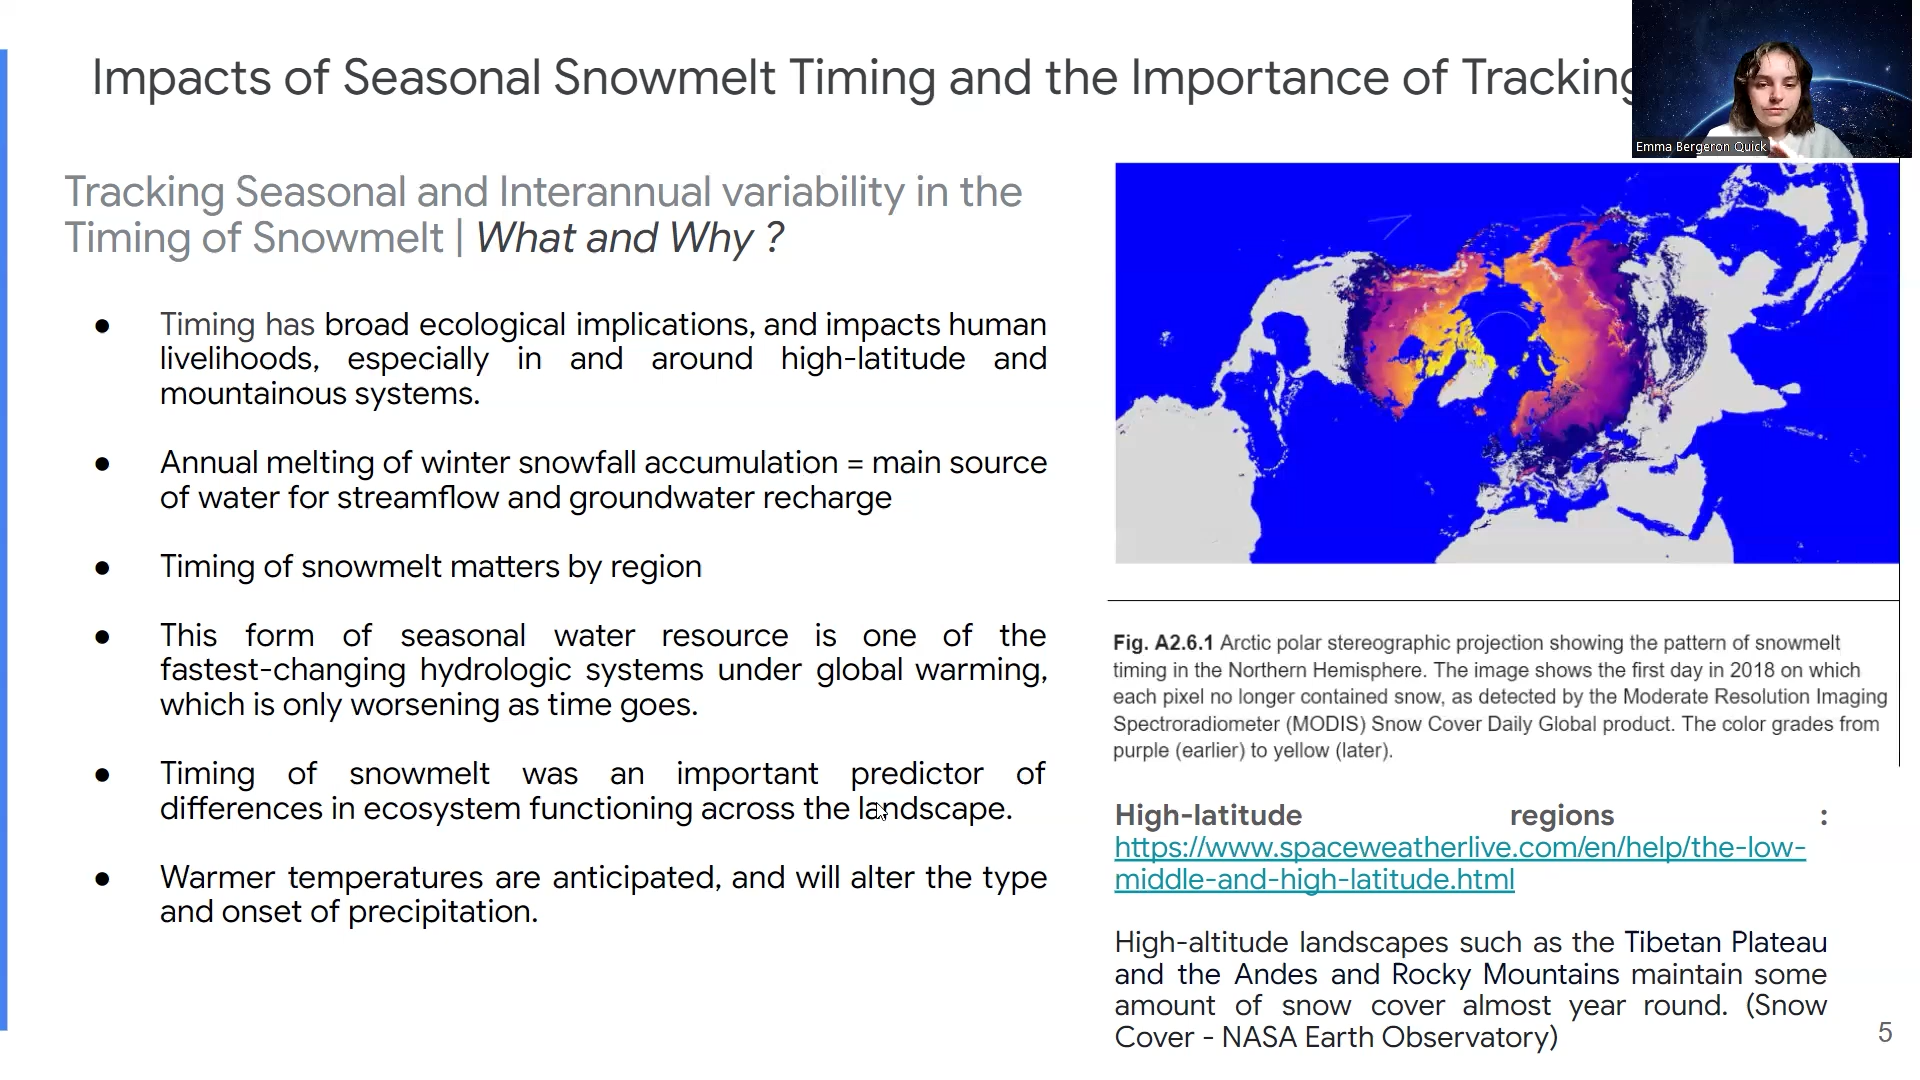 Impacts of Seasonal Snowmelt Timing and the Importance of Tracking
Emma Bergeron Quick
Tracking Seasonal and Interannual variability in the
Timing of Snowmelt | What and Why ?
● Timing has broad ecological implications, and impacts human
livelihoods, especially in and around high-latitude and
mountainous systems.
● Annual melting of winter snowfall accumulation = main source
of water for streamflow and groundwater recharge
● Timing of snowmelt matters by region
● This form of seasonal water resource is one of the
fastest-changing hydrologic systems under global warming,
which is only worsening as time goes.
● Timing of snowmelt was an important predictor of
differences in ecosystem functioning across the landscape.
● Warmer temperatures are anticipated, and will alter the type
and onset of precipitation.
Fig. A2.6.1 Arctic polar stereographic projection showing the pattern of snowmelt
timing in the Northern Hemisphere. The image shows the first day in 2018 on which
each pixel no longer contained snow, as detected by the Moderate Resolution Imaging
Spectroradiometer (MODIS) Snow Cover Daily Global product. The color grades from
purple (earlier) to yellow (later).
High-latitude regions :
https://www.spaceweatherlive.com/en/help/the-low-
middle-and-high-latitude.html
High-altitude landscapes such as the Tibetan Plateau
and the Andes and Rocky Mountains maintain some
amount of snow cover almost year round. (Snow
Cover - NASA Earth Observatory)
5